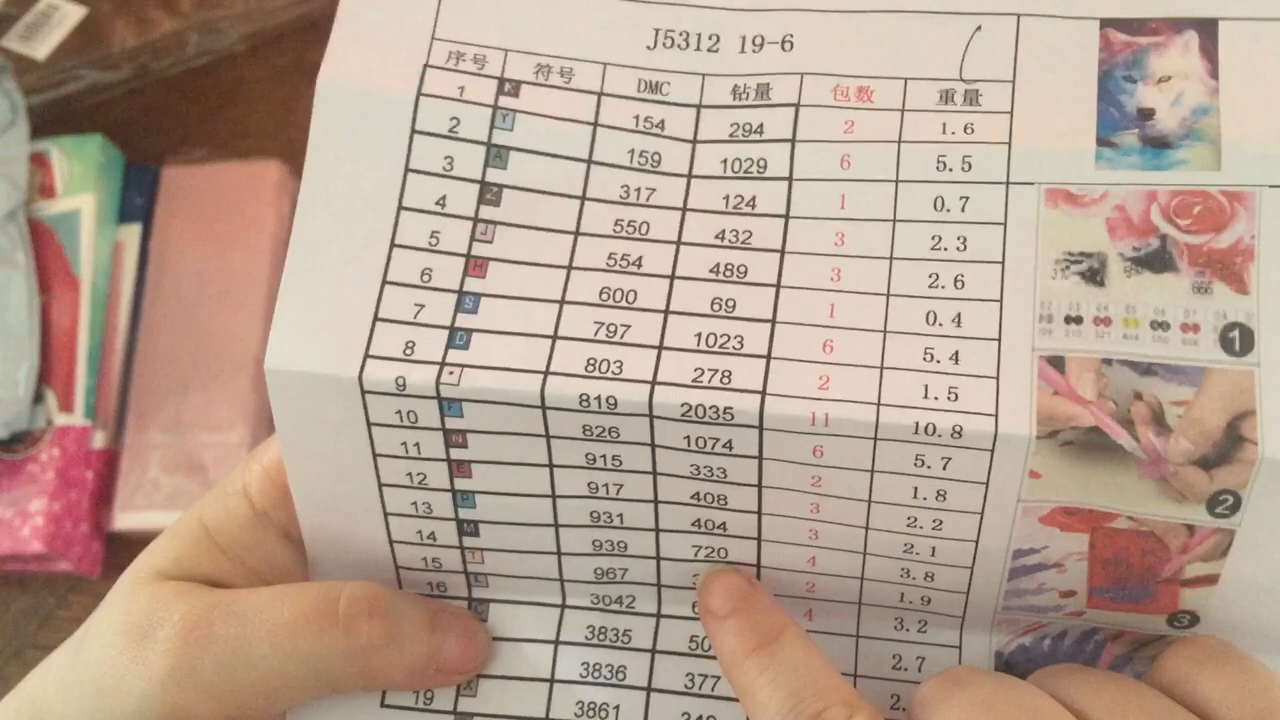 J5312 19-6
序号 符号 DMC 钻量 包数 重量
1 K 154 294 2 1.6
2 Y 159 1029 6 5.5
3 A 317 124 1 0.7
4 Z 550 432 3 2.3
5 J 554 489 3 2.6
6 H 600 69 1 0.4
7 S 797 1023 6 5.4
8 D 803 278 2 1.5
9 • 819 2035 11 10.8
10 F 826 1074 6 5.7
11 N 915 333 2 1.8
12 E 917 408 3 2.2
13 P 931 404 3 2.1
14 M 939 720 4 3.8
15 T 967 2 1.9
16 L 3042 4 3.2
C 3835 2.7
3836 377
19 X 3861
1
2
3